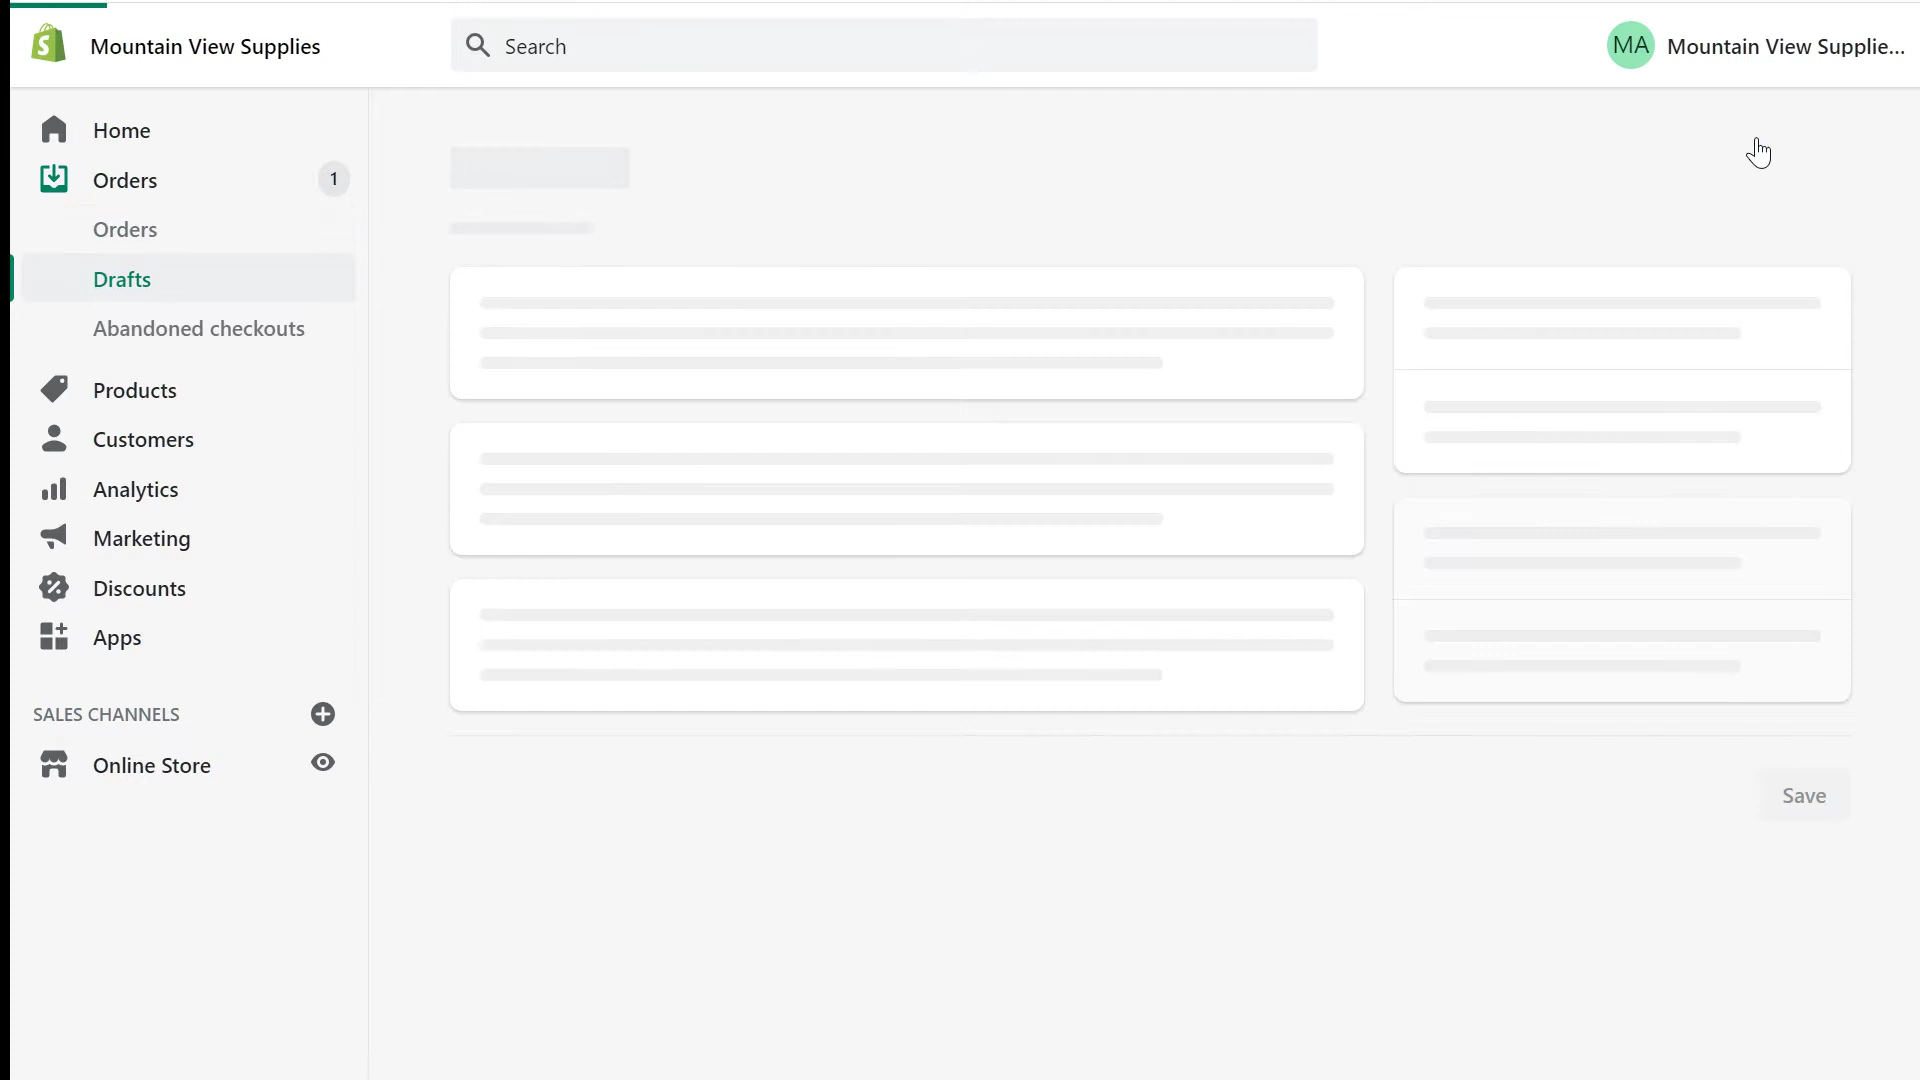 Mountain View Supplies
Search
MA
Mountain View Supplie...
Home
Orders
1
Orders
Drafts
Abandoned checkouts
Products
Customers
Analytics
Marketing
Discounts
Apps
SALES CHANNELS
Online Store
Save